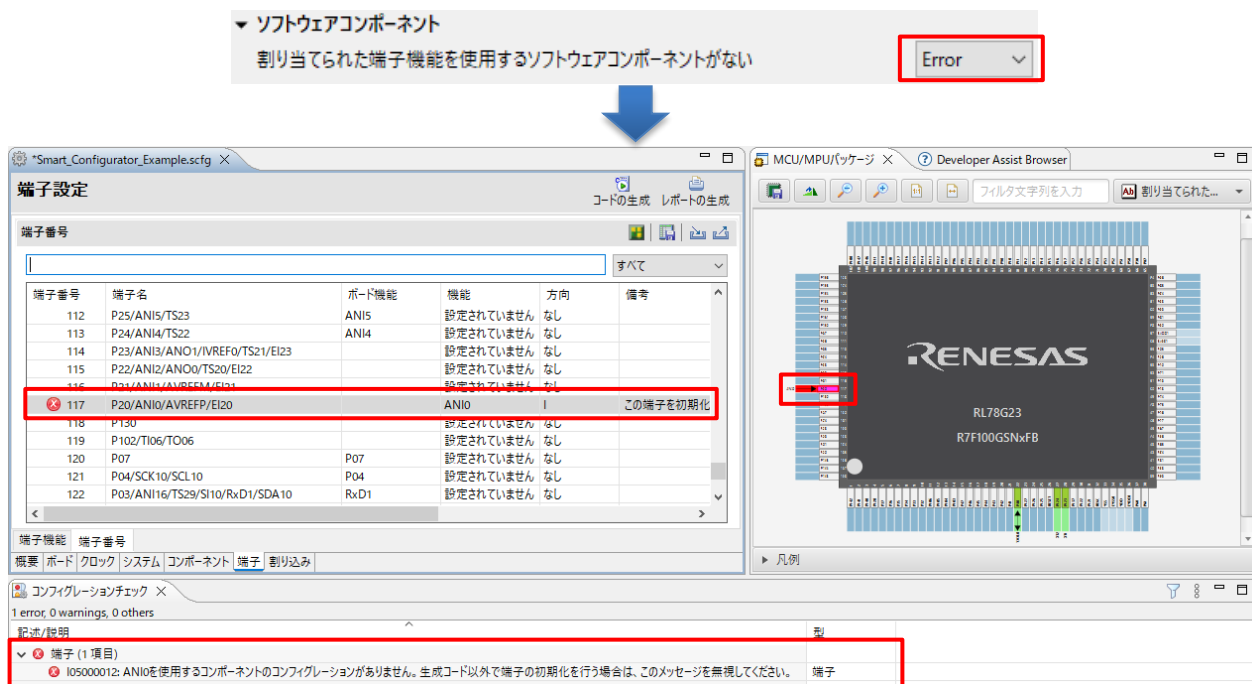 ソフトウェアコンポーネント
割り当てられた端子機能を使用するソフトウェアコンポーネントがない Error
*Smart_Configurator_Example.scfg
端子設定
コードの生成 レポートの生成
端子番号
すべて
端子番号 端子名 ボード機能 機能 方向 備考
112 P25/ANI5/TS23 ANI5 設定されていません なし
113 P24/ANI4/TS22 ANI4 設定されていません なし
114 P23/ANI3/ANO1/IVREF0/TS21/EI23 設定されていません なし
115 P22/ANI2/ANO0/TS20/EI22 設定されていません なし
116 P21/ANI1/AVREFM/EI21 設定されていません なし
117 P20/ANI0/AVREFP/EI20 ANI0 I この端子を初期化
118 P130 設定されていません なし
119 P102/TI06/TO06 設定されていません なし
120 P07 P07 設定されていません なし
121 P04/SCK10/SCL10 P04 設定されていません なし
122 P03/ANI16/TS29/SI10/RxD1/SDA10 RxD1 設定されていません なし
端子機能 端子番号
概要 ボード クロック システム コンポーネント 端子 割り込み
MCU/MPUパッケージ Developer Assist Browser
フィルタ文字列を入力 Ab 割り当てられた...
RENESAS
RL78G23
R7F100GSNxFB
凡例
コンフィグレーションチェック
1 error, 0 warnings, 0 others
記述/説明 型
端子 (1 項目)
I05000012: ANI0を使用するコンポーネントのコンフィグレーションがありません。生成コード以外で端子の初期化を行う場合は、このメッセージを無視してください。 端子